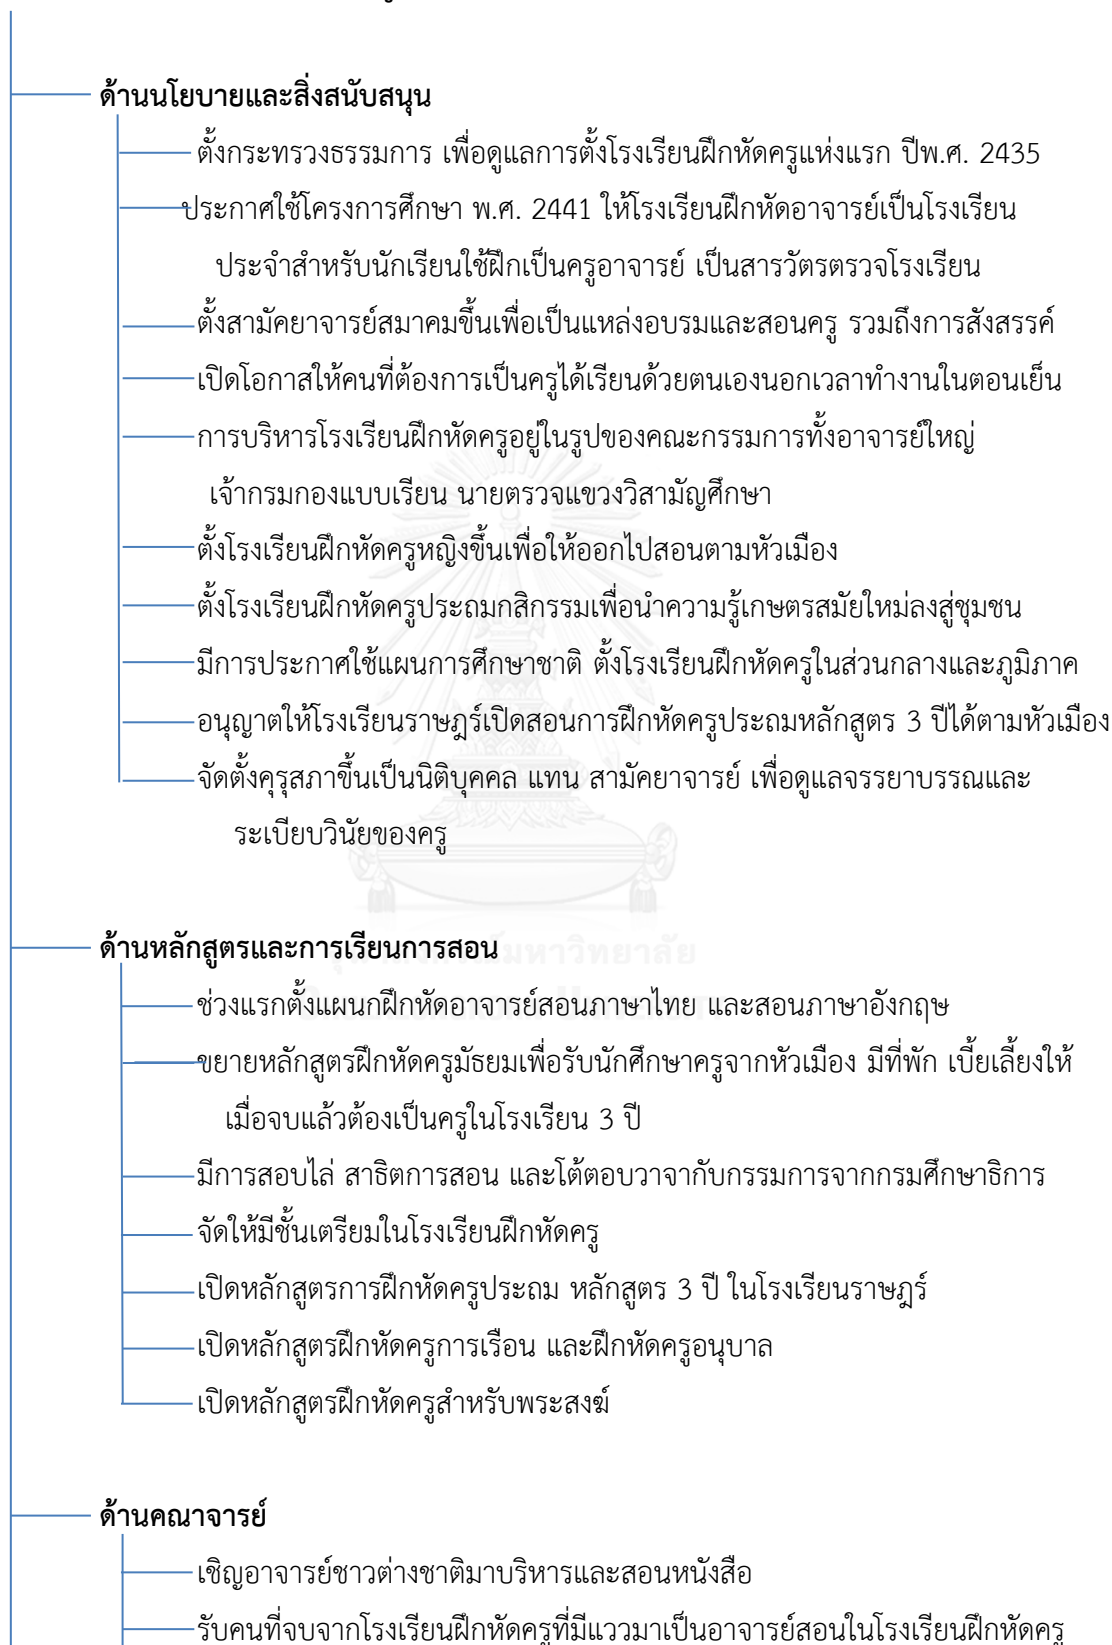 ด้านนโยบายและสิ่งสนับสนุน
ตั้งกระทรวงธรรมการ เพื่อดูแลการตั้งโรงเรียนฝึกหัดครูแห่งแรก ปีพ.ศ. 2435
ประกาศใช้โครงการศึกษา พ.ศ. 2441 ให้โรงเรียนฝึกหัดอาจารย์เป็นโรงเรียน
ประจำสำหรับนักเรียนใช้ฝึกเป็นครูอาจารย์ เป็นสารวัตรตรวจโรงเรียน
ตั้งสามัคยาจารย์สมาคมขึ้นเพื่อเป็นแหล่งอบรมและสอนครู รวมถึงการสังสรรค์
เปิดโอกาสให้คนที่ต้องการเป็นครูได้เรียนด้วยตนเองนอกเวลาทำงานในตอนเย็น
การบริหารโรงเรียนฝึกหัดครูอยู่ในรูปของคณะกรรมการทั้งอาจารย์ใหญ่
เจ้ากรมกองแบบเรียน นายตรวจแขวงวิสามัญศึกษา
ตั้งโรงเรียนฝึกหัดครูหญิงขึ้นเพื่อให้ออกไปสอนตามหัวเมือง
ตั้งโรงเรียนฝึกหัดครูประถมกสิกรรมเพื่อนำความรู้เกษตรสมัยใหม่ลงสู่ชุมชน
มีการประกาศใช้แผนการศึกษาชาติ ตั้งโรงเรียนฝึกหัดครูในส่วนกลางและภูมิภาค
อนุญาตให้โรงเรียนราษฎร์เปิดสอนการฝึกหัดครูประถมหลักสูตร 3 ปีได้ตามหัวเมือง
จัดตั้งคุรุสภาขึ้นเป็นนิติบุคคล แทน สามัคยาจารย์ เพื่อดูแลจรรยาบรรณและ
ระเบียบวินัยของครู
ด้านหลักสูตรและการเรียนการสอน
ช่วงแรกตั้งแผนกฝึกหัดอาจารย์สอนภาษาไทย และสอนภาษาอังกฤษ
ขยายหลักสูตรฝึกหัดครูมัธยมเพื่อรับนักศึกษาครูจากหัวเมือง มีที่พัก เบี้ยเลี้ยงให้
เมื่อจบแล้วต้องเป็นครูในโรงเรียน 3 ปี
มีการสอบไล่ สาธิตการสอน และโต้ตอบวาจากับกรรมการจากกรมศึกษาธิการ
จัดให้มีชั้นเตรียมในโรงเรียนฝึกหัดครู
เปิดหลักสูตรการฝึกหัดครูประถม หลักสูตร 3 ปี ในโรงเรียนราษฎร์
เปิดหลักสูตรฝึกหัดครูการเรือน และฝึกหัดครูอนุบาล
เปิดหลักสูตรฝึกหัดครูสำหรับพระสงฆ์
ด้านคณาจารย์
เชิญอาจารย์ชาวต่างชาติมาบริหารและสอนหนังสือ
รับคนที่จบจากโรงเรียนฝึกหัดครูที่มีแววมาเป็นอาจารย์สอนในโรงเรียนฝึกหัดครู